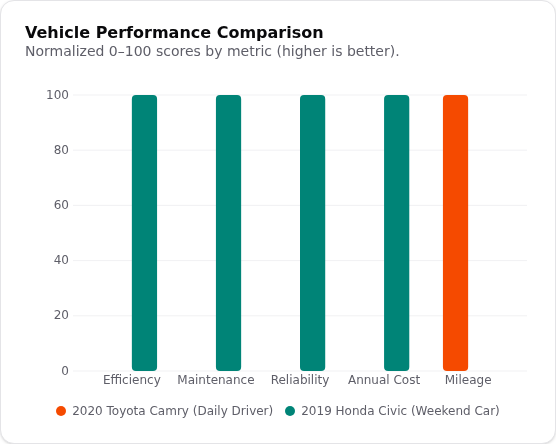 Vehicle Performance Comparison
Normalized 0–100 scores by metric (higher is better).
100
80
60
40
20
0
Efficiency Maintenance Reliability Annual Cost Mileage
2020 Toyota Camry (Daily Driver) 2019 Honda Civic (Weekend Car)